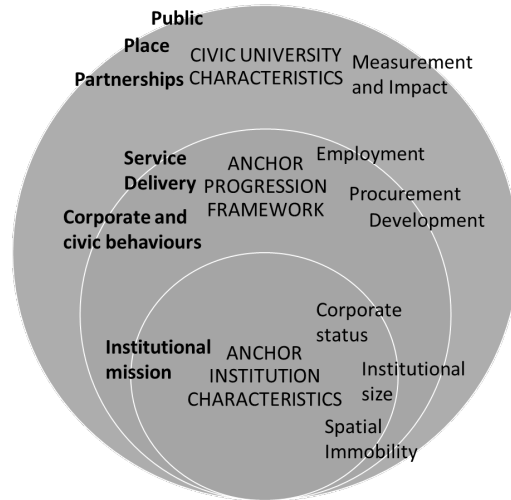 Public
Place
Partnerships
CIVIC UNIVERSITY
CHARACTERISTICS
Measurement
and Impact
Service
Delivery
Corporate and
civic behaviours
ANCHOR
PROGRESSION
FRAMEWORK
Employment
Procurement
Development
Institutional
mission
ANCHOR
INSTITUTION
CHARACTERISTICS
Corporate
status
Institutional
size
Spatial
Immobility